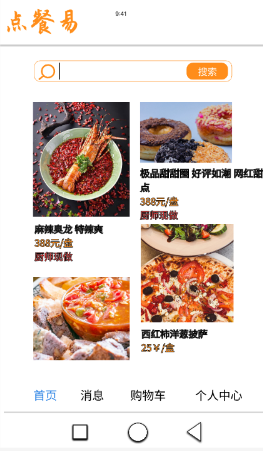 点餐易
9:41
搜索
麻辣臭龙 特辣爽
388元/盒
厨师现做
极品甜甜圈 好评如潮 网红甜
点
388元/盒
厨师现做
西红柿洋葱披萨
25￥/盒
首页 消息 购物车 个人中心